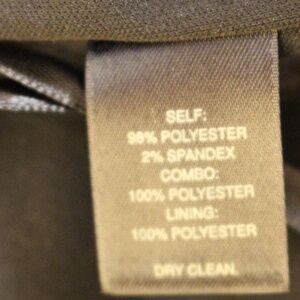 SELF:
98% POLYESTER
2% SPANDEX
COMBO:
100% POLYESTER
LINING:
100% POLYESTER
DRY CLEAN.